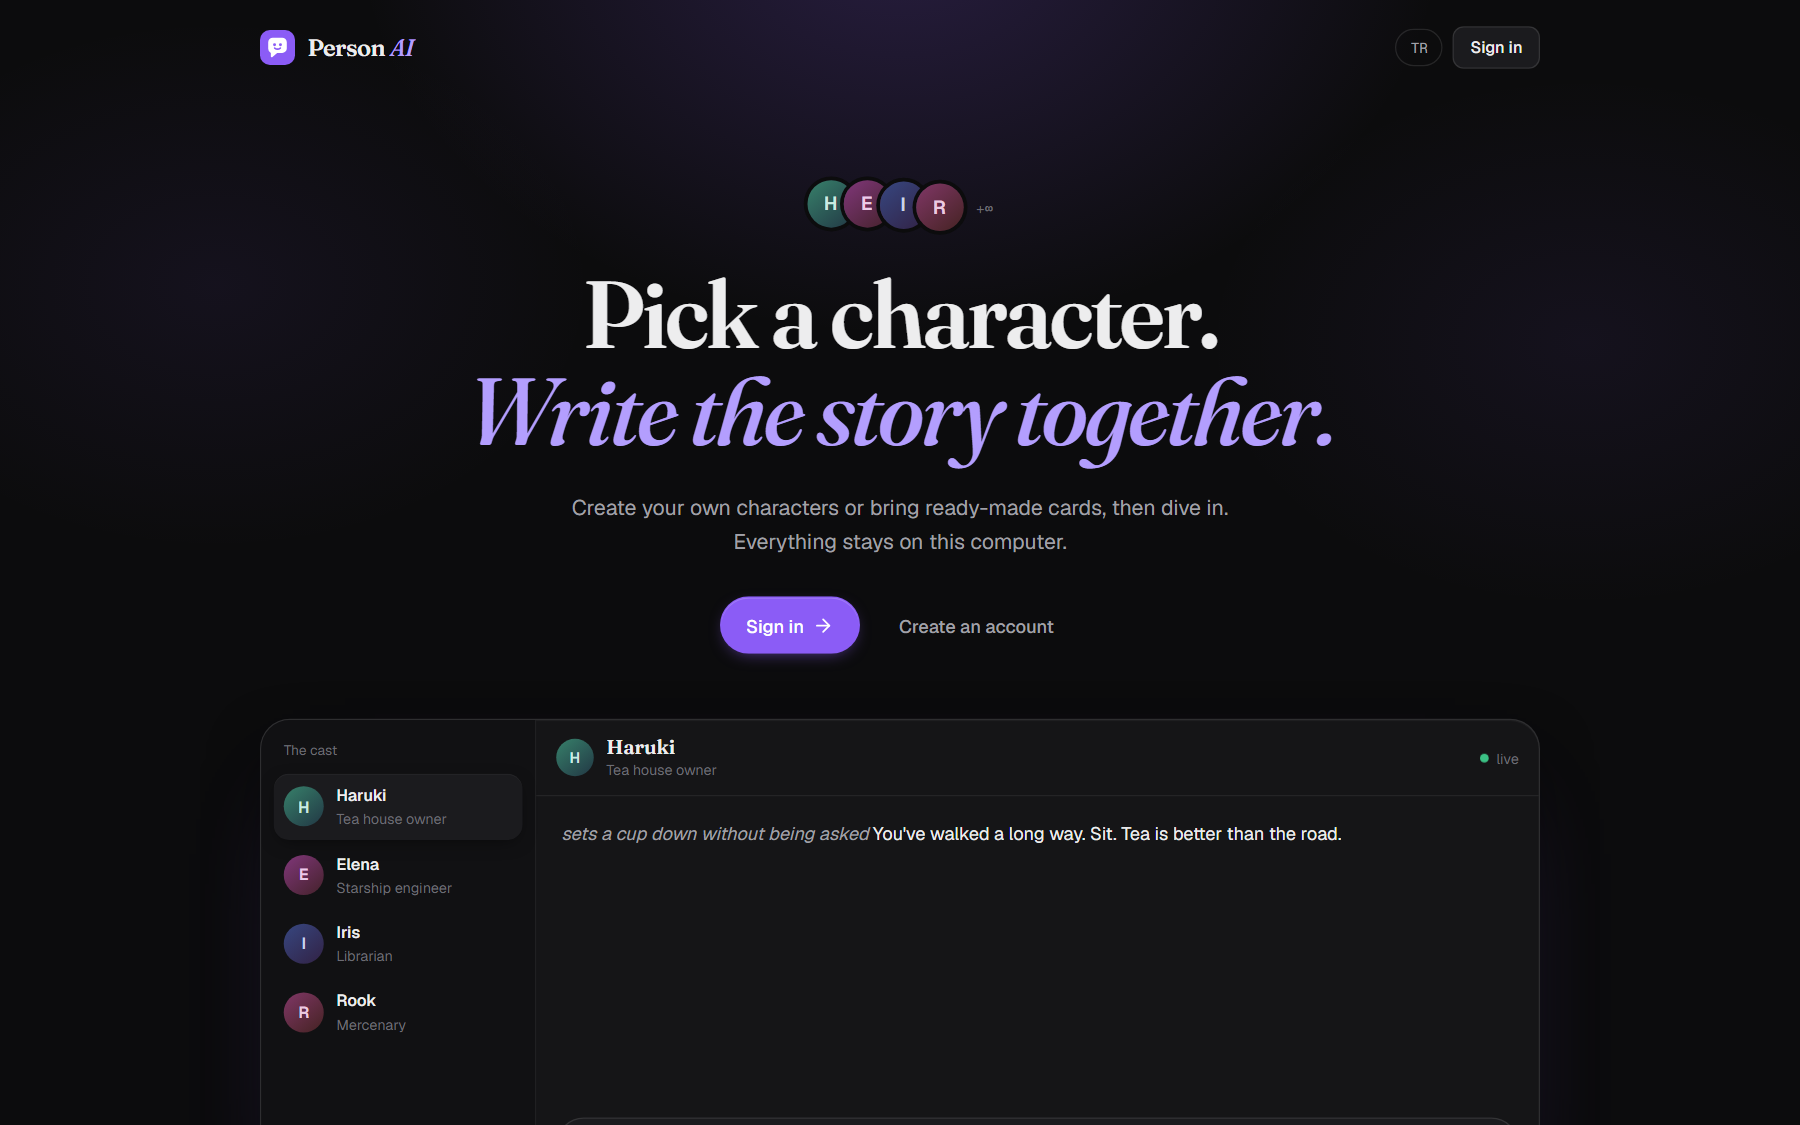 Person AI
TR
Sign in
H E I R +∞
Pick a character.
Write the story together.
Create your own characters or bring ready-made cards, then dive in.
Everything stays on this computer.
Sign in →
Create an account
The cast
H
Haruki
Tea house owner
E
Elena
Starship engineer
I
Iris
Librarian
R
Rook
Mercenary
H
Haruki
Tea house owner
live
sets a cup down without being asked You've walked a long way. Sit. Tea is better than the road.